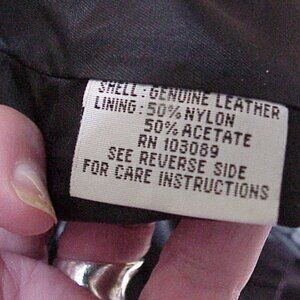 SHELL: GENUINE LEATHER
LINING: 50% NYLON
50% ACETATE
RN 103089
SEE REVERSE SIDE
FOR CARE INSTRUCTIONS